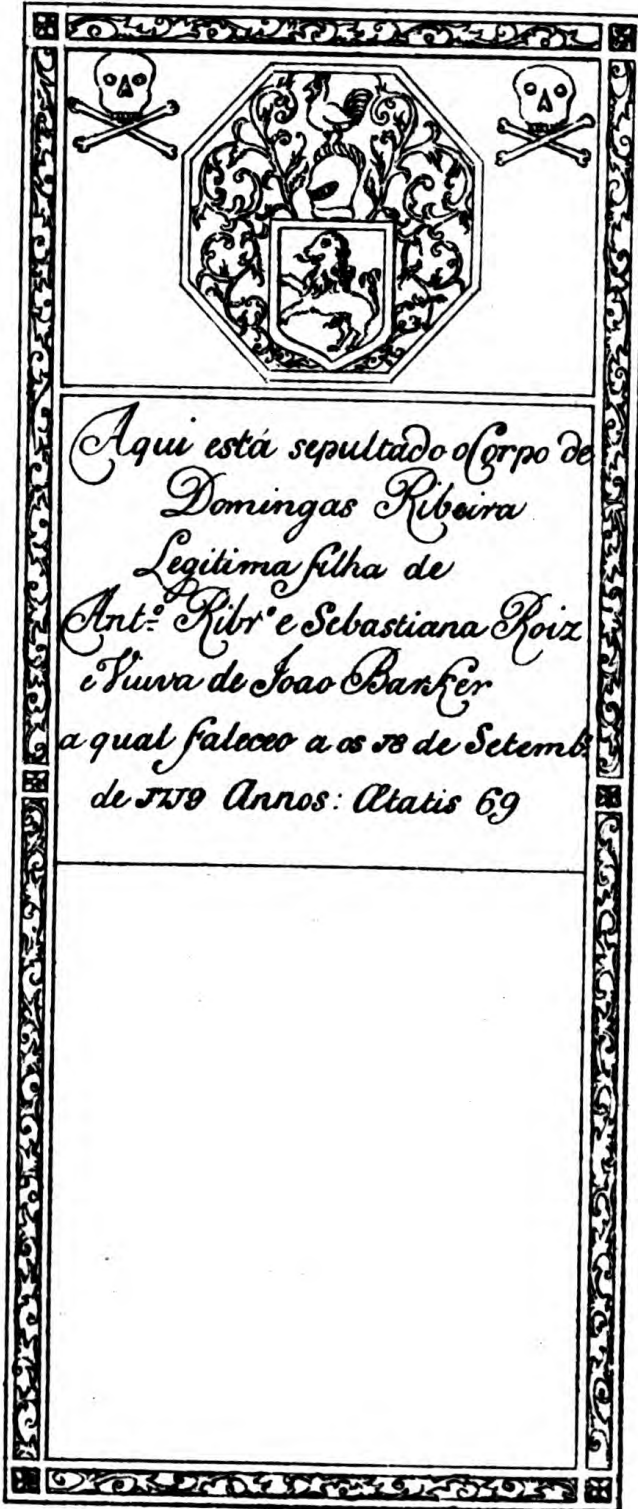 Aqui está sepultado o Corpo de
Domingas Ribeira
Legitima filha de
Antº Ribrº e Sebastiana Roiz
e Viuva de Joao Barker
a qual faleceo a os 18 de Setembº
de 1719 Annos: Ætatis 69